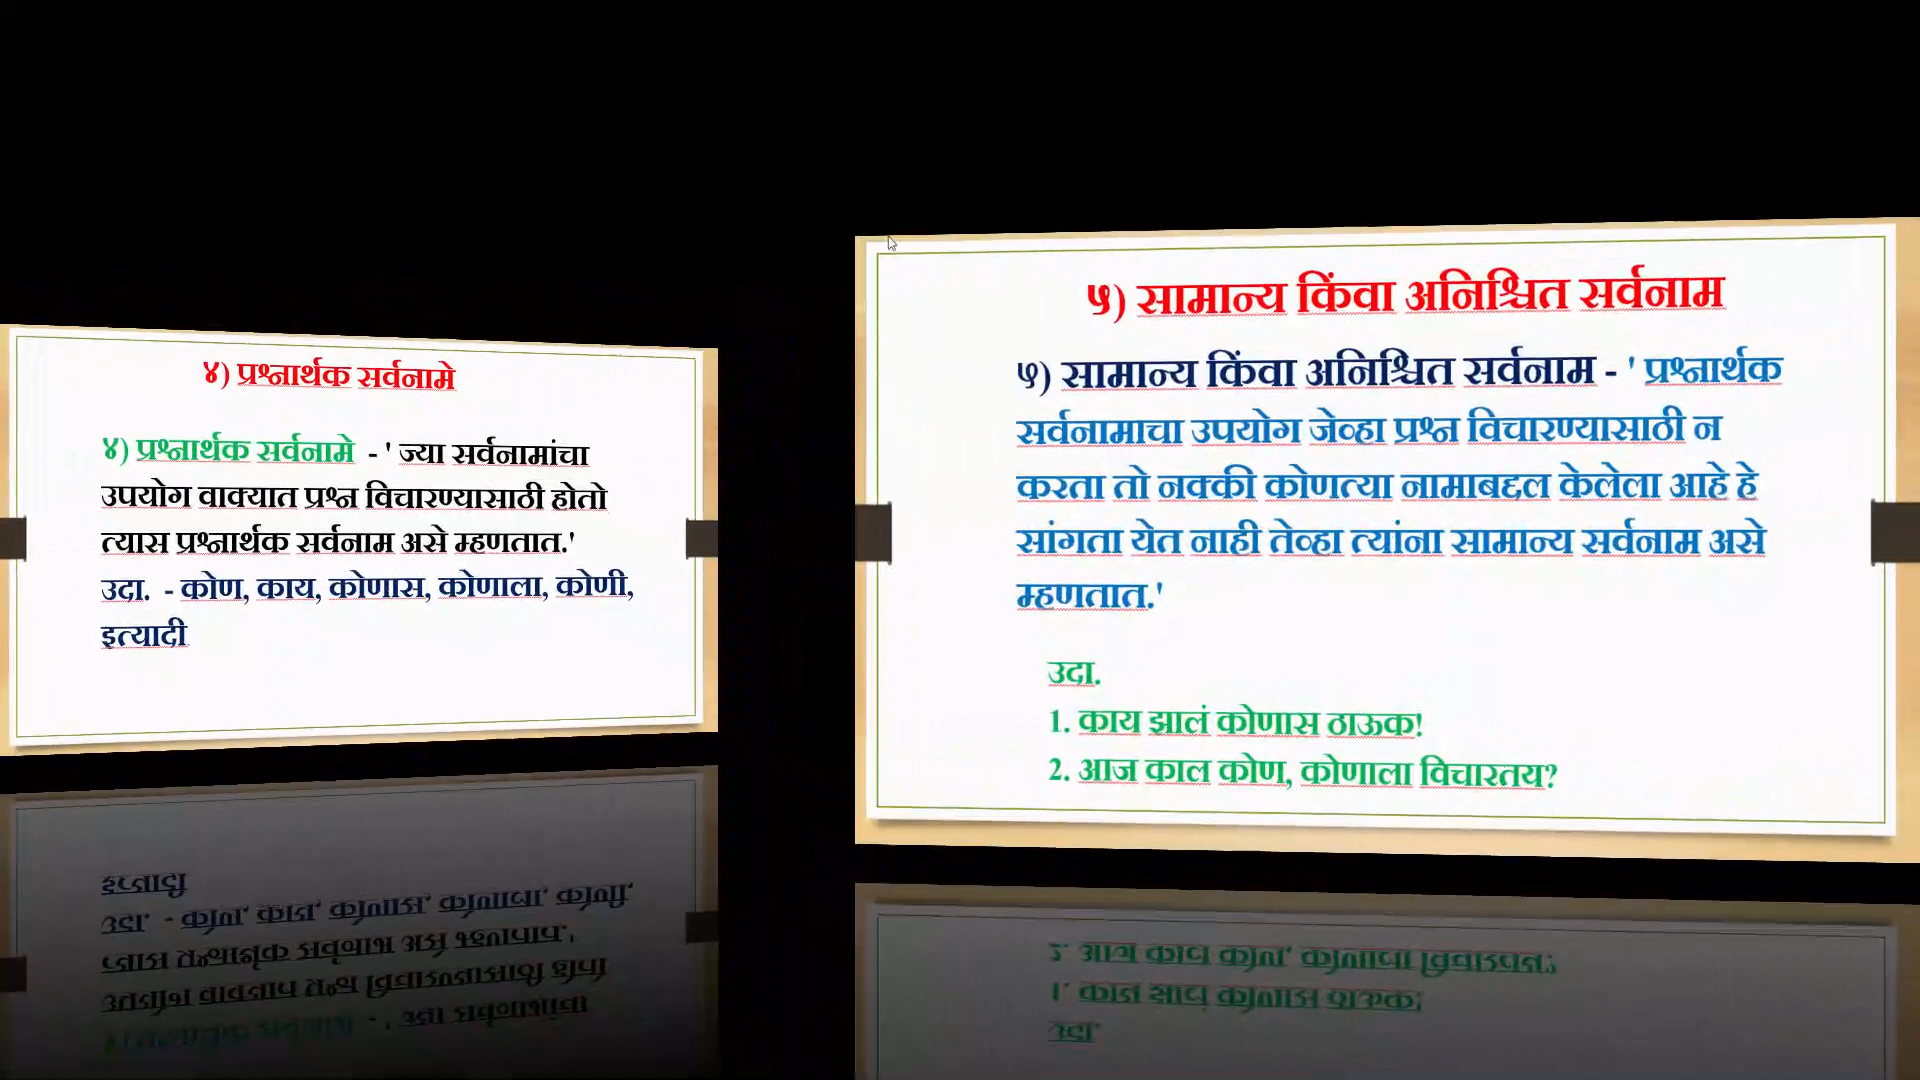 ४) प्रश्नार्थक सर्वनामे
४) प्रश्नार्थक सर्वनामे - ' ज्या सर्वनामांचा
उपयोग वाक्यात प्रश्न विचारण्यासाठी होतो
त्यास प्रश्नार्थक सर्वनाम असे म्हणतात.'
उदा. - कोण, काय, कोणास, कोणाला, कोणी,
इत्यादी
५) सामान्य किंवा अनिश्चित सर्वनाम
५) सामान्य किंवा अनिश्चित सर्वनाम - ' प्रश्नार्थक
सर्वनामाचा उपयोग जेव्हा प्रश्न विचारण्यासाठी न
करता तो नक्की कोणत्या नामाबद्दल केलेला आहे हे
सांगता येत नाही तेव्हा त्यांना सामान्य सर्वनाम असे
म्हणतात.'
उदा.
1. काय झालं कोणास ठाऊक!
2. आज काल कोण, कोणाला विचारतय?